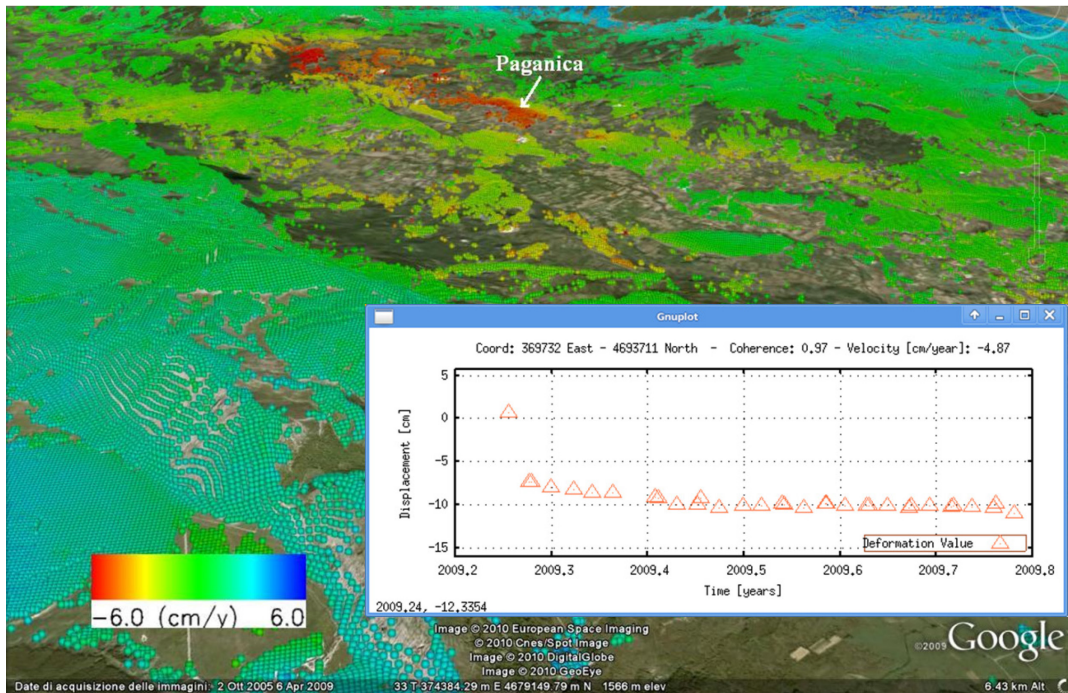 Paganica
Gnuplot
Coord: 369732 East - 4693711 North - Coherence: 0.97 - Velocity [cm/year]: -4.87
5
0
-5
-10
-15
Displacement [cm]
Deformation Value
2009.2 2009.3 2009.4 2009.5 2009.6 2009.7 2009.8
Time [years]
2009.24, -12.3354
-6.0 (cm/y) 6.0
Image © 2010 European Space Imaging
© 2010 Cnes/Spot Image
Image © 2010 DigitalGlobe
Image © 2010 GeoEye
©2009 Google
Date di acquisizione delle immagini: 2 Ott 2005 6 Apr 2009 33 T 374384.29 m E 4679149.79 m N 1566 m elev 6.43 km Alt